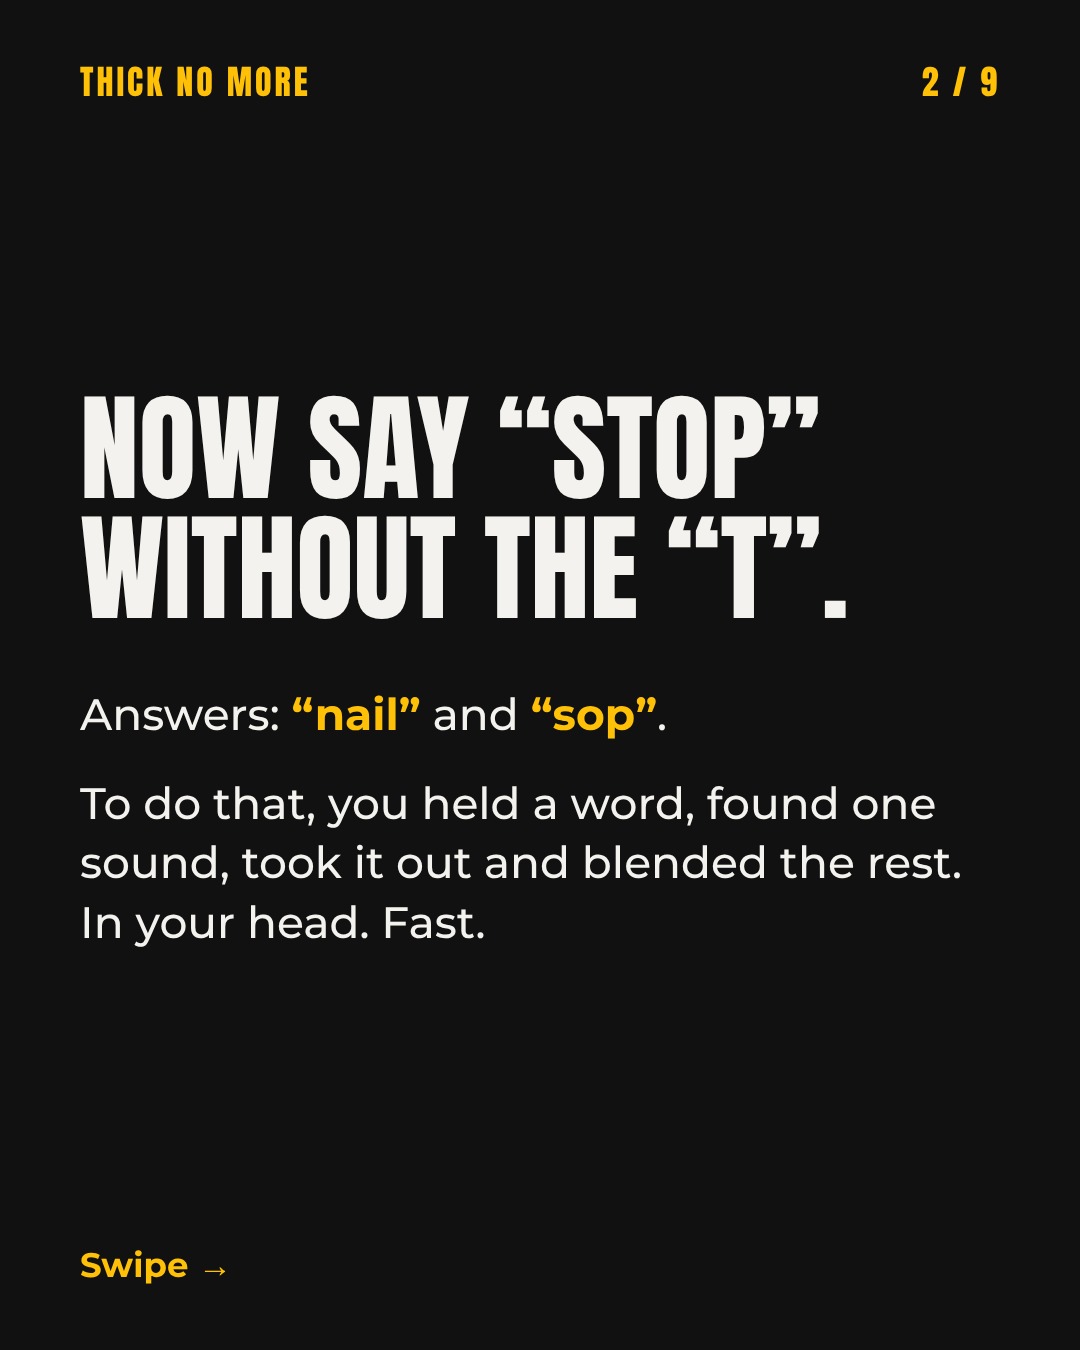 THICK NO MORE
2 / 9
NOW SAY “STOP”
WITHOUT THE “T”.
Answers: “nail” and “sop”.
To do that, you held a word, found one
sound, took it out and blended the rest.
In your head. Fast.
Swipe →